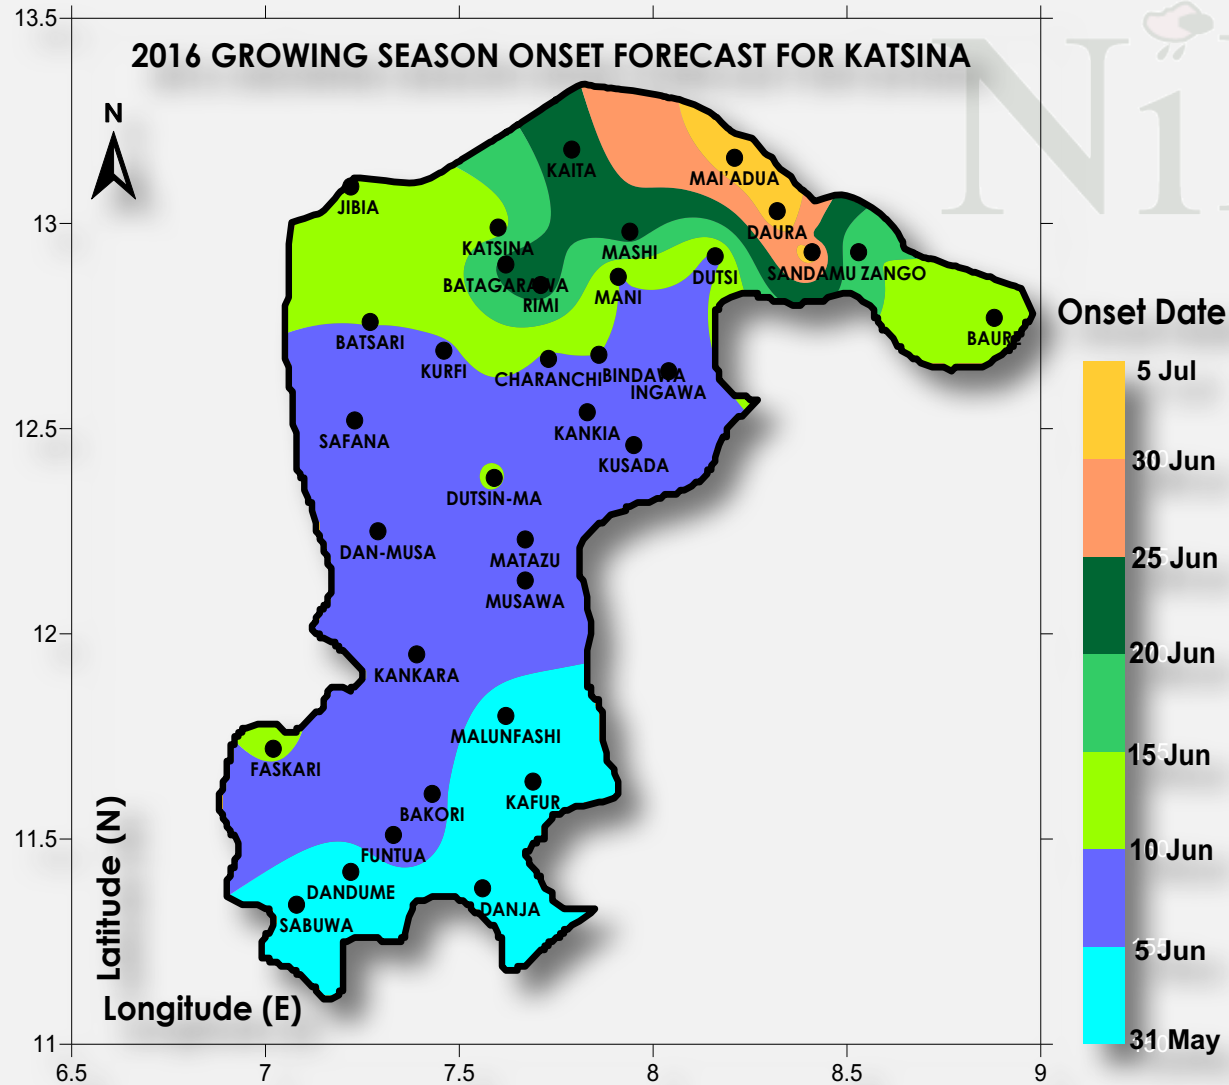 13.5
2016 GROWING SEASON ONSET FORECAST FOR KATSINA
Ni
N
KAITA
MAI'ADUA
JIBIA
13
DAURA
KATSINA
MASHI
SANDAMU ZANGO
DUTSI
BATAGARAWA
RIMI
MANI
Onset Date
BATSARI
BAURE
KURFI
CHARANCHI
BINDAWA
INGAWA
5 Jul
12.5
SAFANA
KANKIA
KUSADA
30 Jun
DUTSIN-MA
DAN-MUSA
MATAZU
25 Jun
MUSAWA
12
20 Jun
KANKARA
MALUNFASHI
15 Jun
FASKARI
KAFUR
BAKORI
11.5
FUNTUA
10 Jun
DANDUME
DANJA
SABUWA
Latitude (N)
5 Jun
Longitude (E)
31 May
11
6.5 7 7.5 8 8.5 9